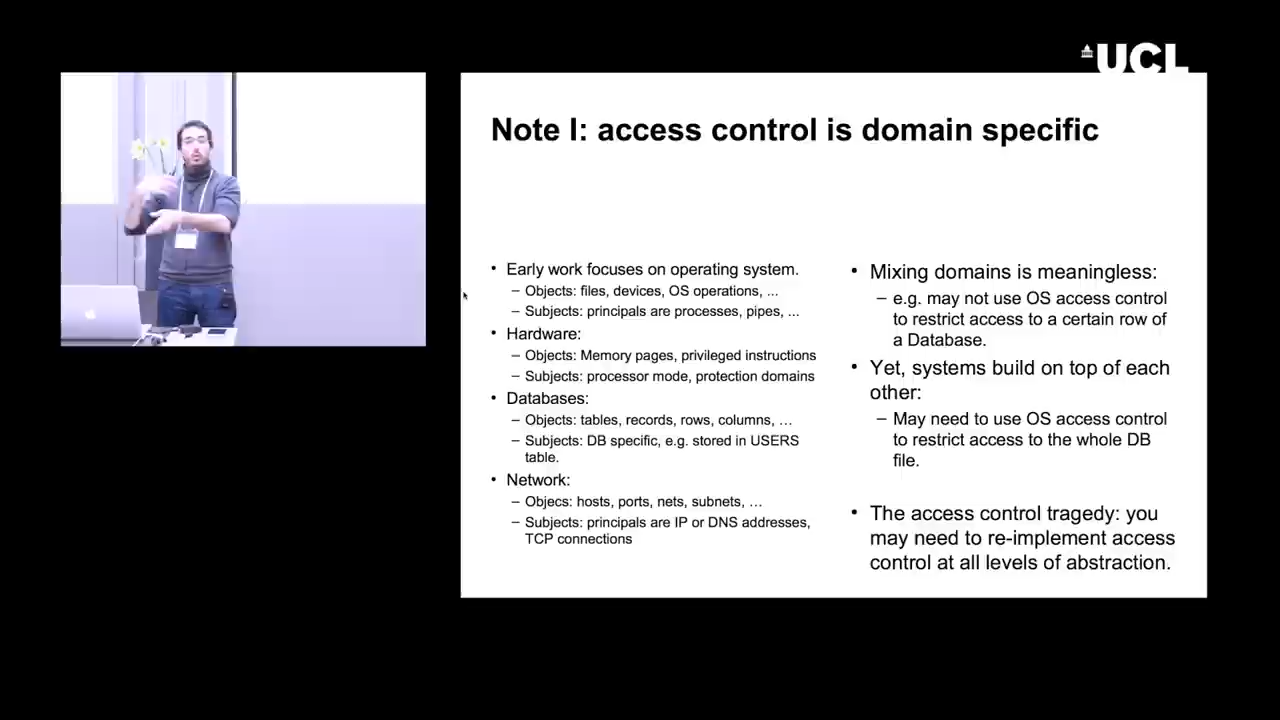 UCL
Note I: access control is domain specific
• Early work focuses on operating system.
– Objects: files, devices, OS operations, ...
– Subjects: principals are processes, pipes, ...
• Hardware:
– Objects: Memory pages, privileged instructions
– Subjects: processor mode, protection domains
• Databases:
– Objects: tables, records, rows, columns, …
– Subjects: DB specific, e.g. stored in USERS
table.
• Network:
– Objecs: hosts, ports, nets, subnets, …
– Subjects: principals are IP or DNS addresses,
TCP connections
• Mixing domains is meaningless:
– e.g. may not use OS access control
to restrict access to a certain row of
a Database.
• Yet, systems build on top of each
other:
– May need to use OS access control
to restrict access to the whole DB
file.
• The access control tragedy: you
may need to re-implement access
control at all levels of abstraction.